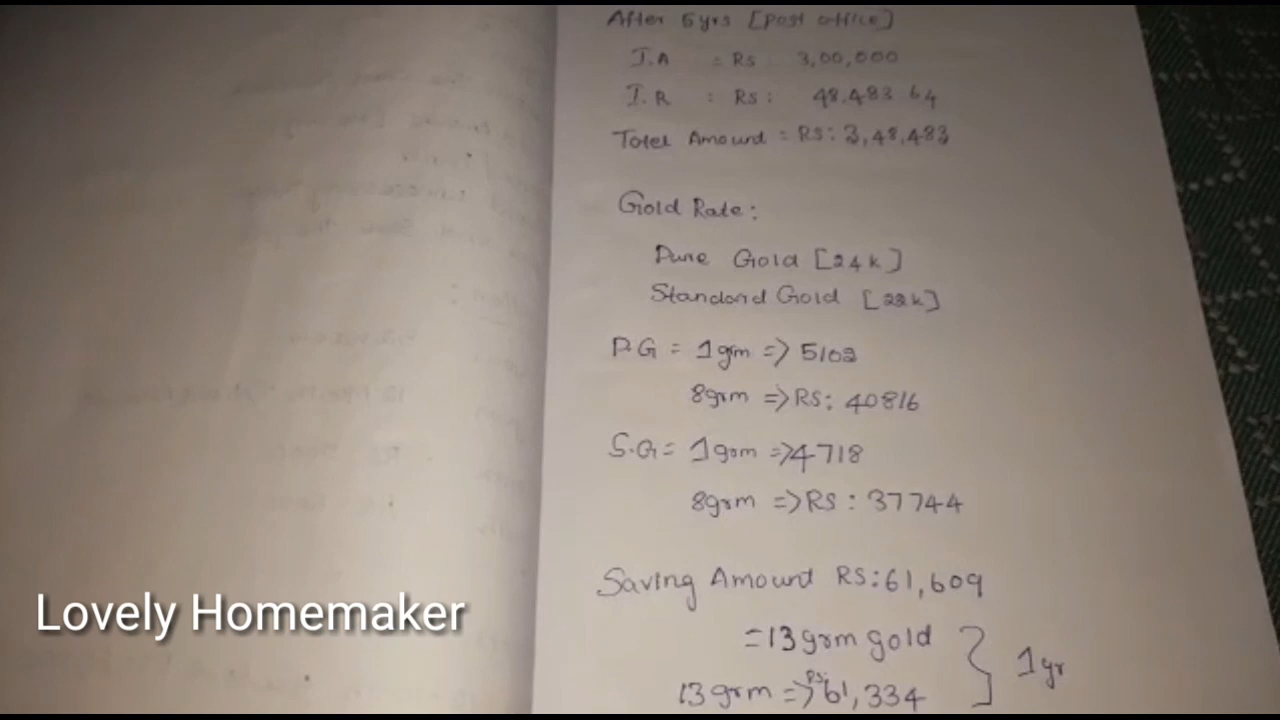 After 5yrs [post office]
I.A = Rs 3,00,000
I.R : Rs: 48,483 64
Totel Amount = Rs: 3,48,483
Gold Rate:
Pure Gold [24k]
Standard Gold [22k]
P.G = 1grm => 5102
8grm => RS: 40816
S.G = 1grm => 4718
8grm => RS: 37744
Saving Amount RS:61,609
=13grm gold
1yr
13grm => Rs: 61,334
Lovely Homemaker